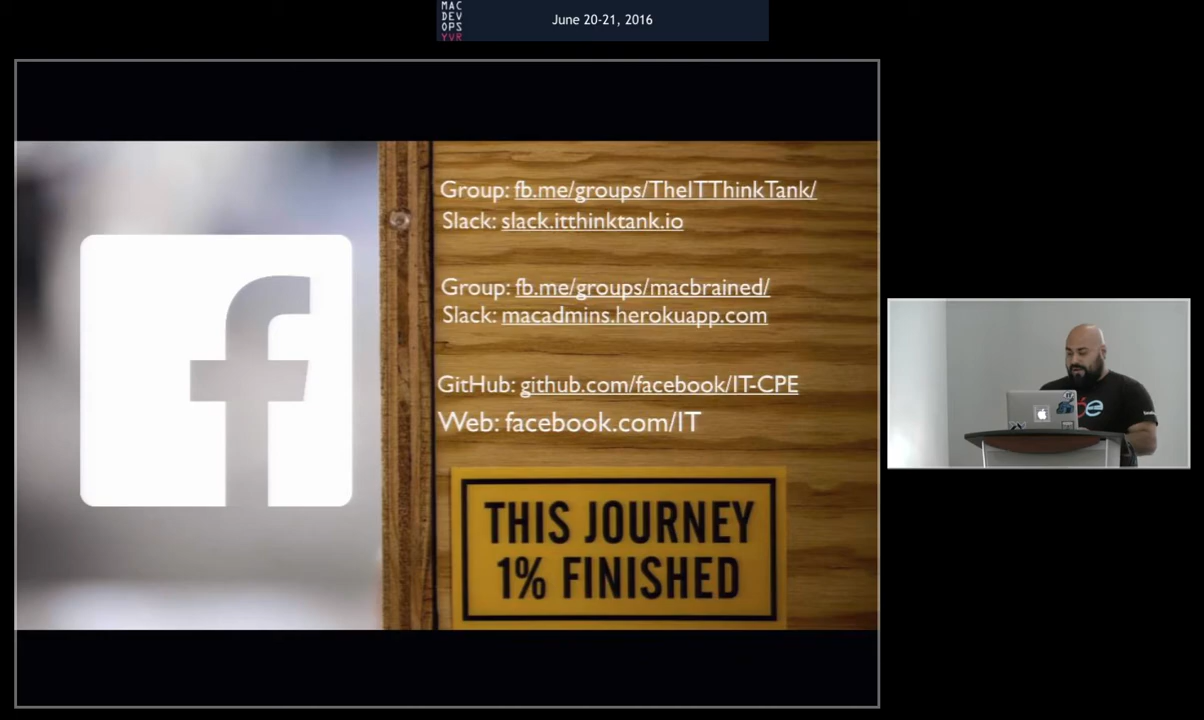 MAC
DEV
OPS
YVR
June 20-21, 2016
Group: fb.me/groups/TheITThinkTank/
Slack: slack.itthinktank.io
Group: fb.me/groups/macbrained/
Slack: macadmins.herokuapp.com
GitHub: github.com/facebook/IT-CPE
Web: facebook.com/IT
THIS JOURNEY
1% FINISHED